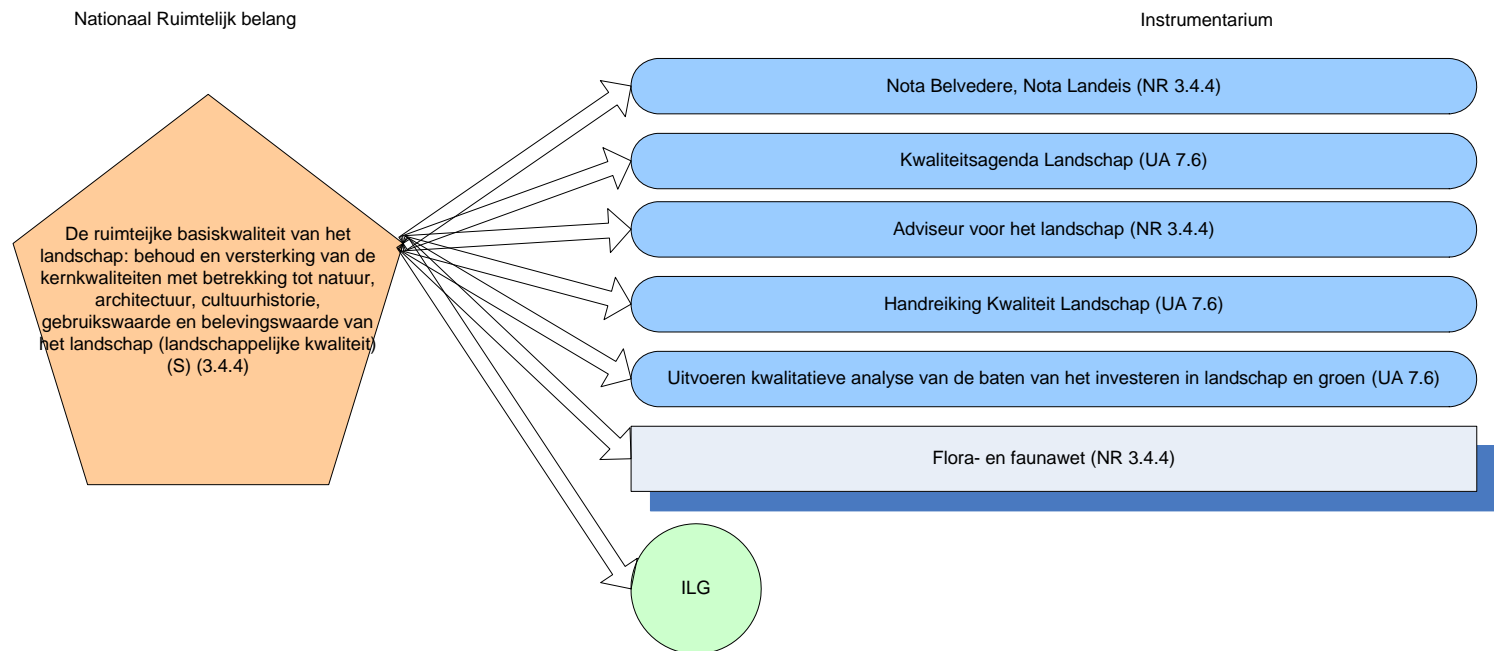 Nationaal Ruimtelijk belang
Instrumentarium
De ruimteijke basiskwaliteit van het
landschap: behoud en versterking van de
kernkwaliteiten met betrekking tot natuur,
architectuur, cultuurhistorie,
gebruikswaarde en belevingswaarde van
het landschap (landschappelijke kwaliteit)
(S) (3.4.4)
Nota Belvedere, Nota Landeis (NR 3.4.4)
Kwaliteitsagenda Landschap (UA 7.6)
Adviseur voor het landschap (NR 3.4.4)
Handreiking Kwaliteit Landschap (UA 7.6)
Uitvoeren kwalitatieve analyse van de baten van het investeren in landschap en groen (UA 7.6)
Flora- en faunawet (NR 3.4.4)
ILG